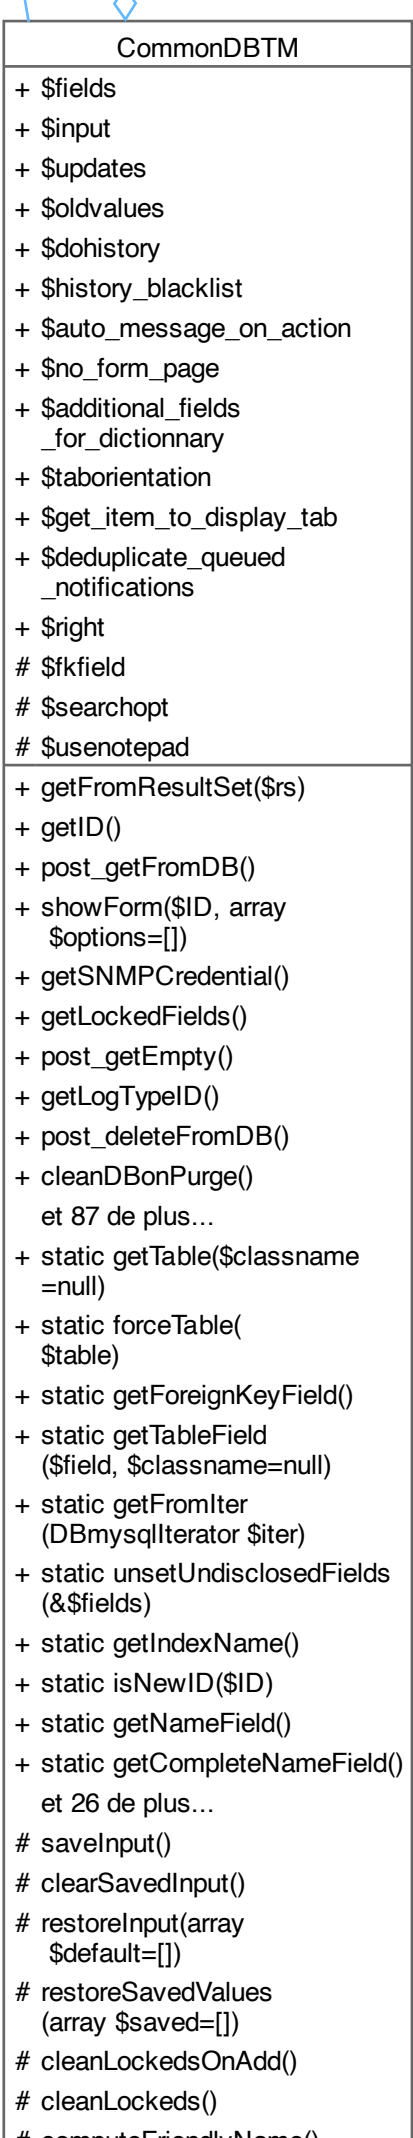 CommonDBTM
+ $fields
+ $input
+ $updates
+ $oldvalues
+ $dohistory
+ $history_blacklist
+ $auto_message_on_action
+ $no_form_page
+ $additional_fields
_for_dictionnary
+ $taborientation
+ $get_item_to_display_tab
+ $deduplicate_queued
_notifications
+ $right
# $fkfield
# $searchopt
# $usenotepad
+ getFromResultSet($rs)
+ getID()
+ post_getFromDB()
+ showForm($ID, array
$options=[])
+ getSNMPCredential()
+ getLockedFields()
+ post_getEmpty()
+ getLogTypeID()
+ post_deleteFromDB()
+ cleanDBonPurge()
et 87 de plus...
+ static getTable($classname
=null)
+ static forceTable(
$table)
+ static getForeignKeyField()
+ static getTableField
($field, $classname=null)
+ static getFromIter
(DBmysqlIterator $iter)
+ static unsetUndisclosedFields
(&$fields)
+ static getIndexName()
+ static isNewID($ID)
+ static getNameField()
+ static getCompleteNameField()
et 26 de plus...
# saveInput()
# clearSavedInput()
# restoreInput(array
$default=[])
# restoreSavedValues
(array $saved=[])
# cleanLockedsOnAdd()
# cleanLockeds()
# computeFriendlyName()